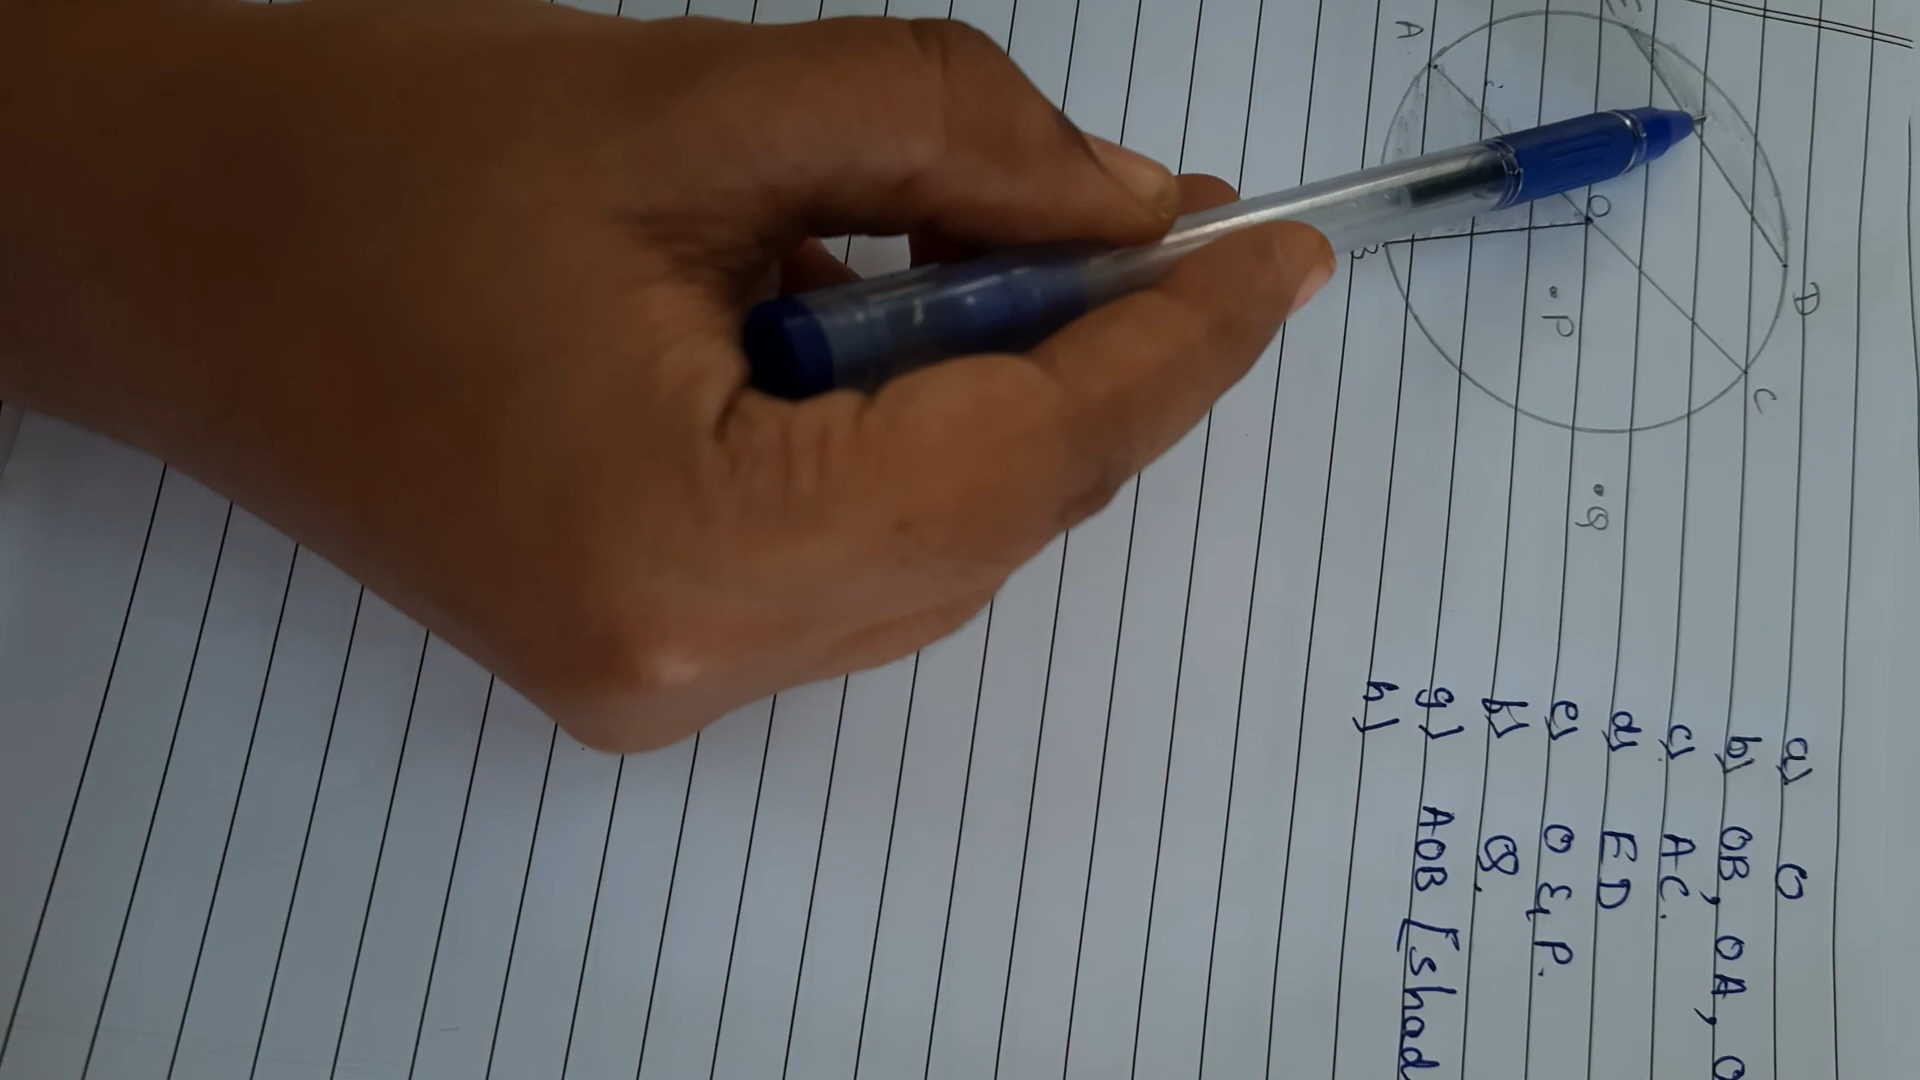 A
E
O
B
D
P
C
Q
a) O
b) OB, OA, O
c) AC.
d) ED
e) O & P.
f) Q.
g) AOB [shad
h)